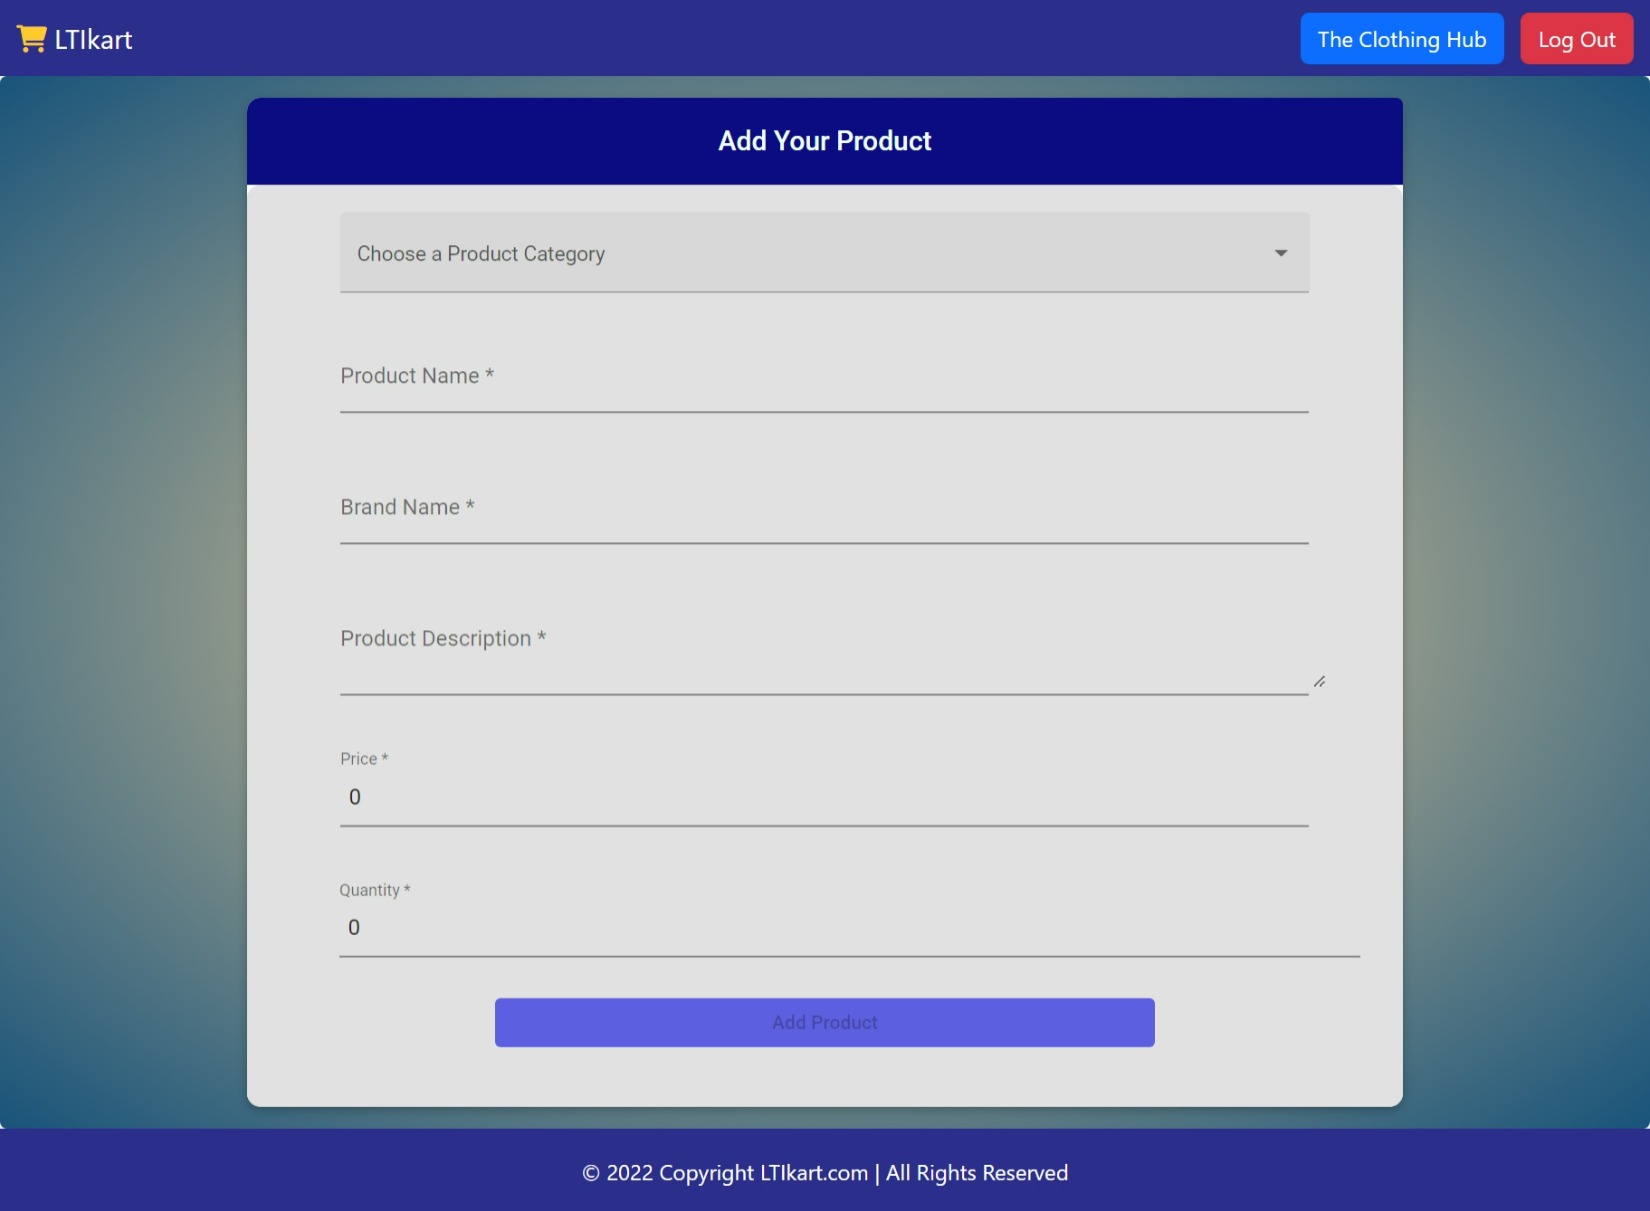 LTIkart
The Clothing Hub
Log Out
Add Your Product
Choose a Product Category
Product Name *
Brand Name *
Product Description *
Price *
0
Quantity *
0
Add Product
© 2022 Copyright LTIkart.com | All Rights Reserved